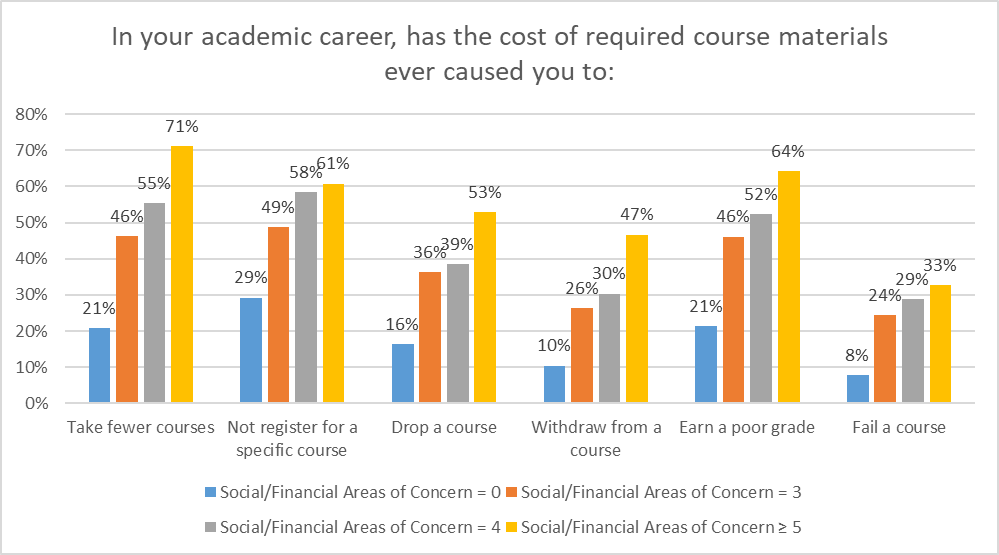 In your academic career, has the cost of required course materials
ever caused you to:
80%
70%
60%
50%
40%
30%
20%
10%
0%
21%
46%
55%
71%
29%
49%
58%
61%
16%
36%
39%
53%
10%
26%
30%
47%
21%
46%
52%
64%
8%
24%
29%
33%
Take fewer courses
Not register for a
specific course
Drop a course
Withdraw from a
course
Earn a poor grade
Fail a course
Social/Financial Areas of Concern = 0
Social/Financial Areas of Concern = 3
Social/Financial Areas of Concern = 4
Social/Financial Areas of Concern ≥ 5